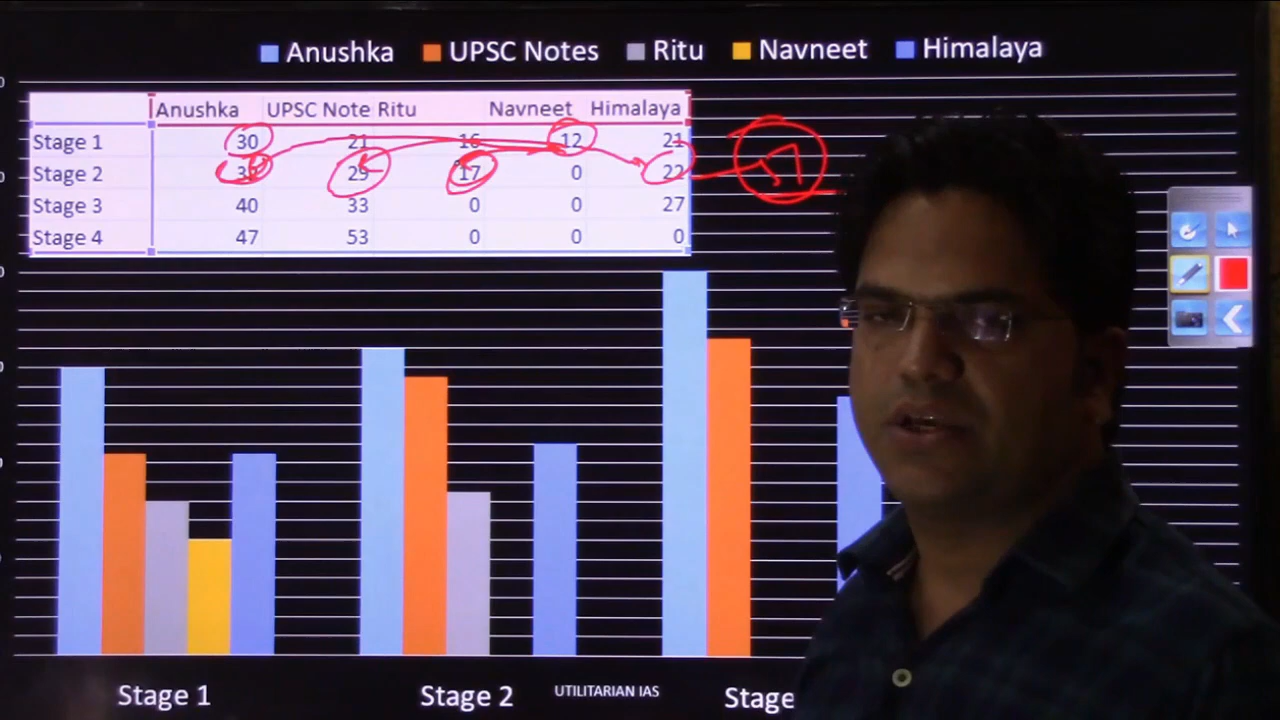 Anushka UPSC Notes Ritu Navneet Himalaya
Anushka UPSC Note Ritu Navneet Himalaya
Stage 1 30 21 16 12 21
Stage 2 29 17 0 22
Stage 3 40 33 0 0 27
Stage 4 47 53 0 0 0
Stage 1 Stage 2 UTILITARIAN IAS Stage